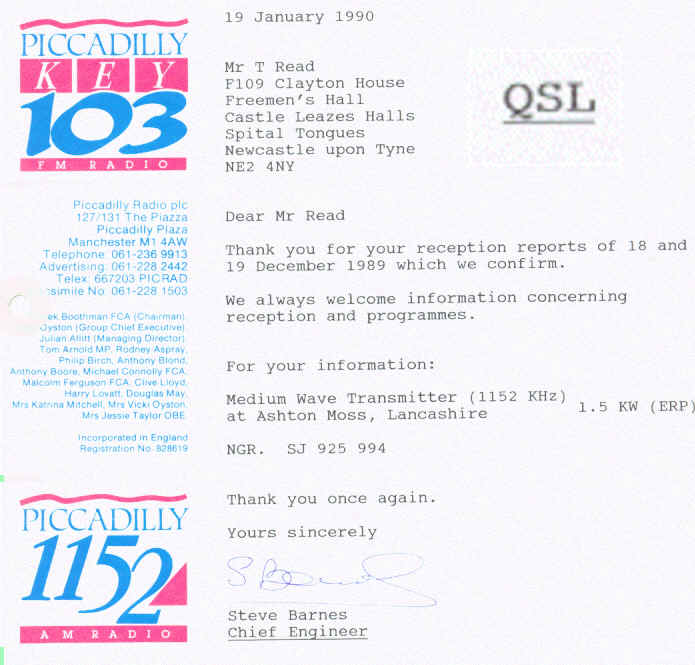 PICCADILLY
KEY
103
FM RADIO
Piccadilly Radio plc
127/131 The Piazza
Piccadilly Plaza
Manchester M1 4AW
Telephone: 061-236 9913
Advertising: 061-228 2442
Telex: 667203 PICRAD
csimile No: 061-228 1503
ek Boothman FCA (Chairman).
Oyston (Group Chief Executive).
Julian Allitt (Managing Director).
Tom Arnold MP, Rodney Aspray,
Philip Birch, Anthony Blond,
Anthony Boore, Michael Connolly FCA,
Malcolm Ferguson FCA, Clive Lloyd,
Harry Lovatt, Douglas May,
Mrs Katrina Mitchell, Mrs Vicki Oyston,
Mrs Jessie Taylor OBE.
Incorporated in England
Registration No. 828619
PICCADILLY
1152
AM RADIO
19 January 1990
Mr T Read
F109 Clayton House
Freemen's Hall
Castle Leazes Halls
Spital Tongues
Newcastle upon Tyne
NE2 4NY
QSL
Dear Mr Read
Thank you for your reception reports of 18 and
19 December 1989 which we confirm.
We always welcome information concerning
reception and programmes.
For your information:
Medium Wave Transmitter (1152 KHz)
at Ashton Moss, Lancashire
1.5 KW (ERP)
NGR. SJ 925 994
Thank you once again.
Yours sincerely
S Barnes
Steve Barnes
Chief Engineer